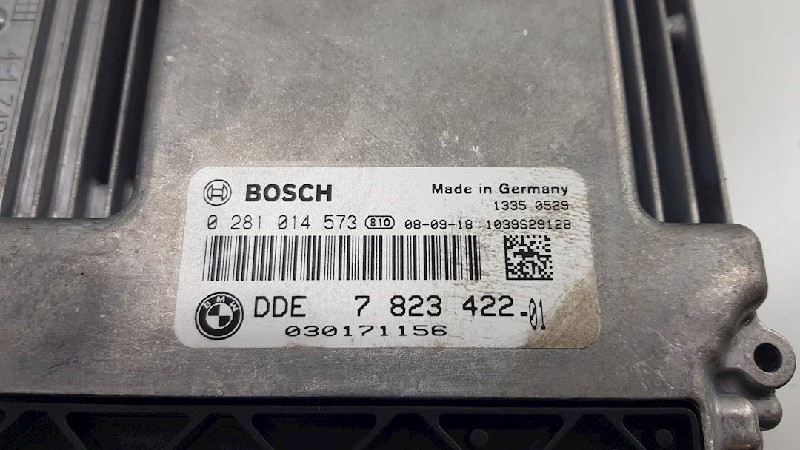 BOSCH
Made in Germany
1335 0529
0 281 014 573 810 08-09-18 1039S29128
BMW DDE 7 823 422-01
030171156